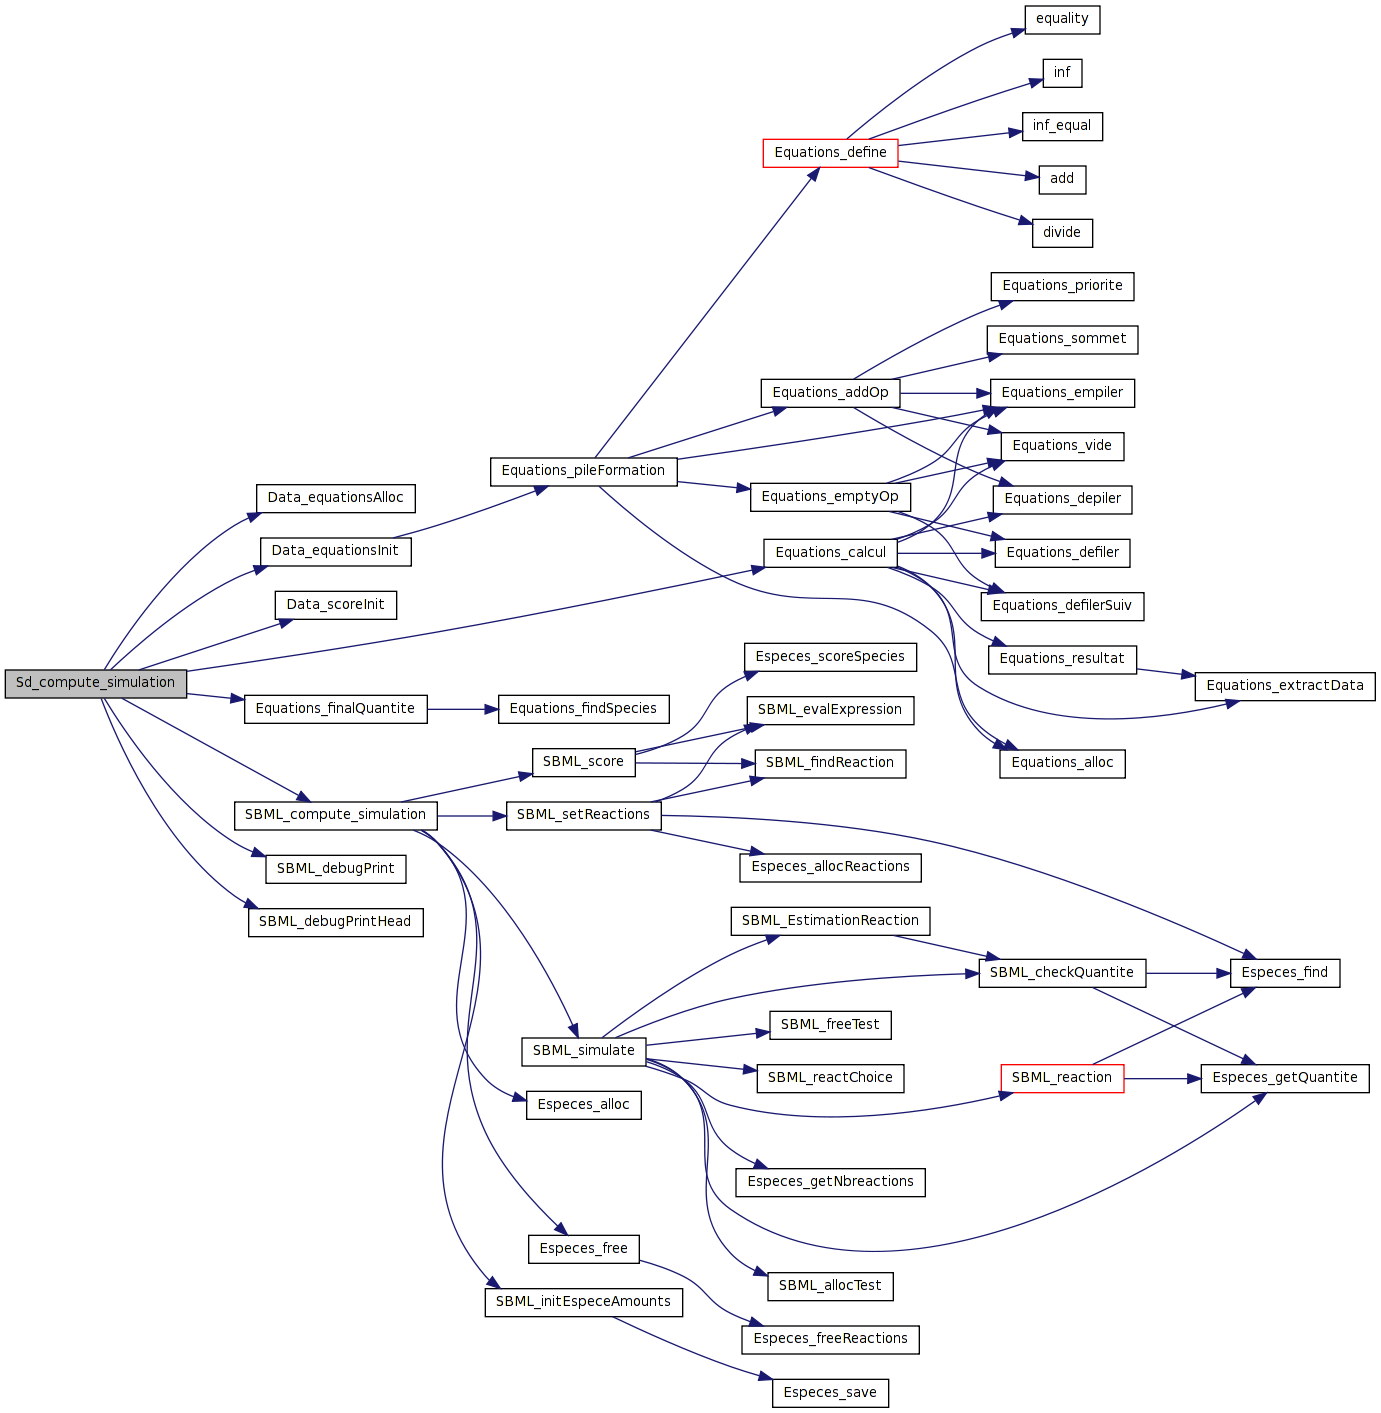 equality
inf
inf_equal
Equations_define
add
divide
Equations_priorite
Equations_sommet
Equations_addOp
Equations_empiler
Equations_vide
Equations_pileFormation
Data_equationsAlloc
Equations_emptyOp
Equations_depiler
Data_equationsInit
Equations_calcul
Equations_defiler
Data_scoreInit
Equations_defilerSuiv
Especes_scoreSpecies
Equations_resultat
Sd_compute_simulation
Equations_extractData
Equations_finalQuantite
Equations_findSpecies
SBML_evalExpression
SBML_score
SBML_findReaction
Equations_alloc
SBML_compute_simulation
SBML_setReactions
SBML_debugPrint
Especes_allocReactions
SBML_debugPrintHead
SBML_EstimationReaction
SBML_checkQuantite
Especes_find
SBML_freeTest
SBML_simulate
SBML_reactChoice
SBML_reaction
Especes_getQuantite
Especes_alloc
Especes_getNbreactions
Especes_free
SBML_allocTest
SBML_initEspeceAmounts
Especes_freeReactions
Especes_save